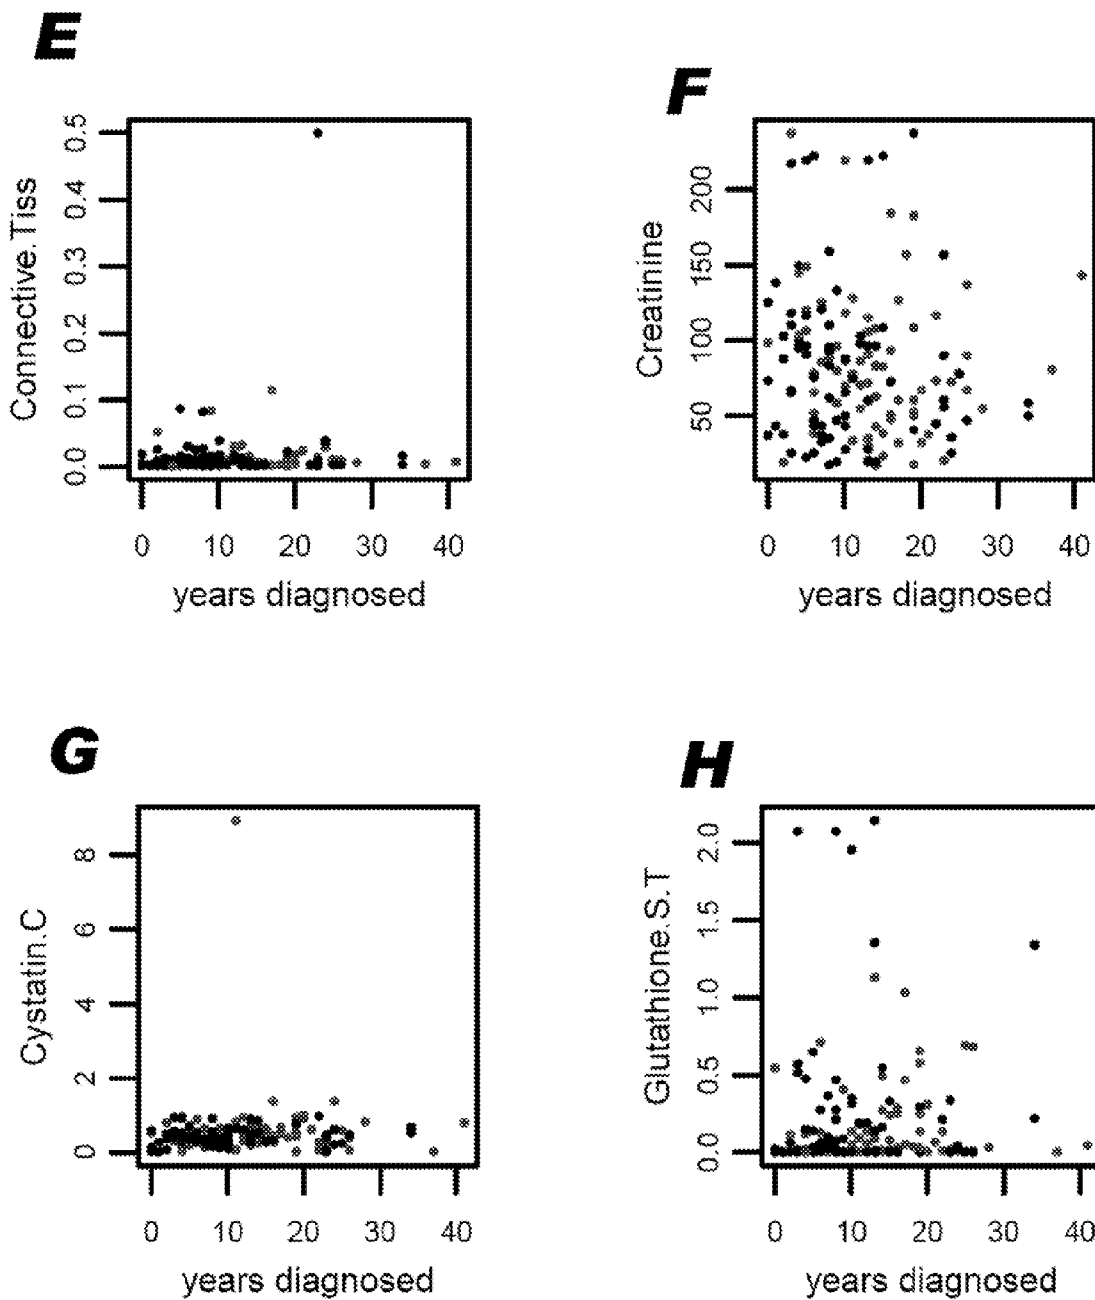 E
Connective.Tiss
0.0 0.1 0.2 0.3 0.4 0.5
0 10 20 30 40
years diagnosed
F
Creatinine
50 100 150 200
0 10 20 30 40
years diagnosed
G
Cystatin.C
0 2 4 6 8
0 10 20 30 40
years diagnosed
H
Glutathione.S.T
0.0 0.5 1.0 1.5 2.0
0 10 20 30 40
years diagnosed